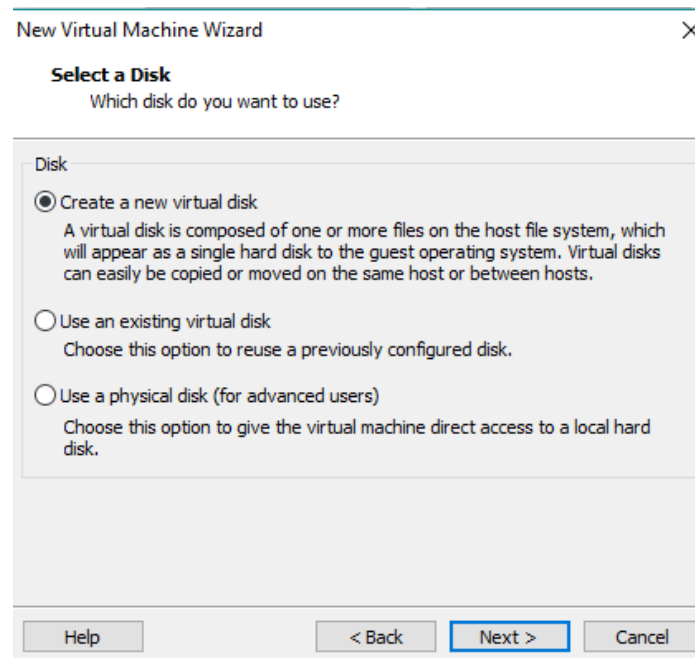 New Virtual Machine Wizard
Select a Disk
Which disk do you want to use?
Disk
Create a new virtual disk
A virtual disk is composed of one or more files on the host file system, which
will appear as a single hard disk to the guest operating system. Virtual disks
can easily be copied or moved on the same host or between hosts.
Use an existing virtual disk
Choose this option to reuse a previously configured disk.
Use a physical disk (for advanced users)
Choose this option to give the virtual machine direct access to a local hard
disk.
Help
< Back
Next >
Cancel